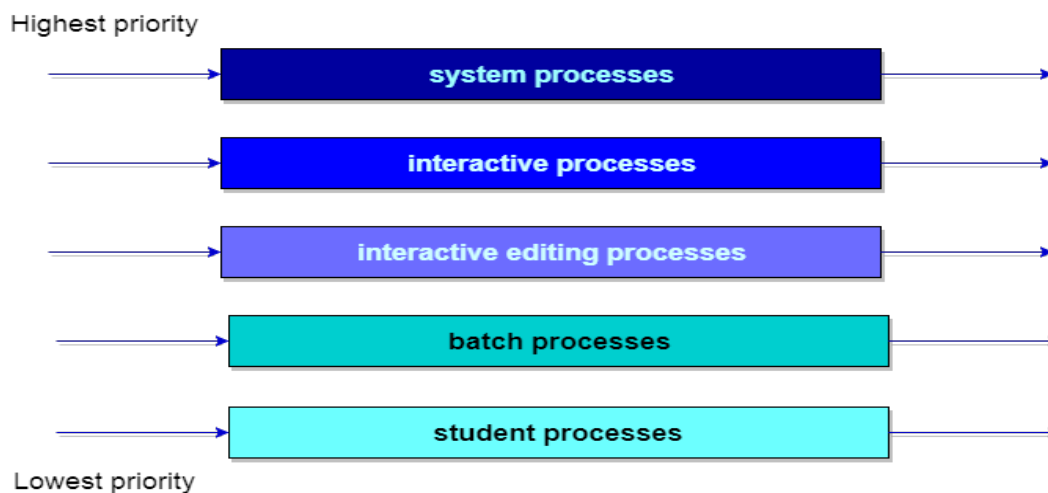 Highest priority
system processes
interactive processes
interactive editing processes
batch processes
student processes
Lowest priority